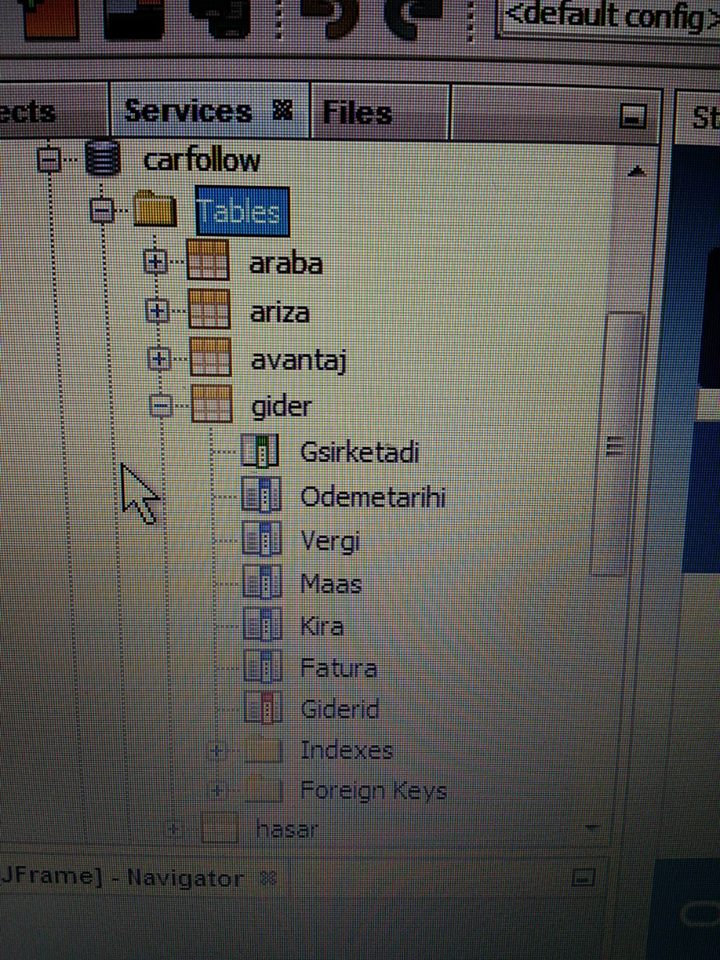 <default config>
ects Services Files St
carfollow
Tables
araba
ariza
avantaj
gider
Gsirketadi
Odemetarihi
Vergi
Maas
Kira
Fatura
Giderid
Indexes
Foreign Keys
hasar
JFrame] - Navigator